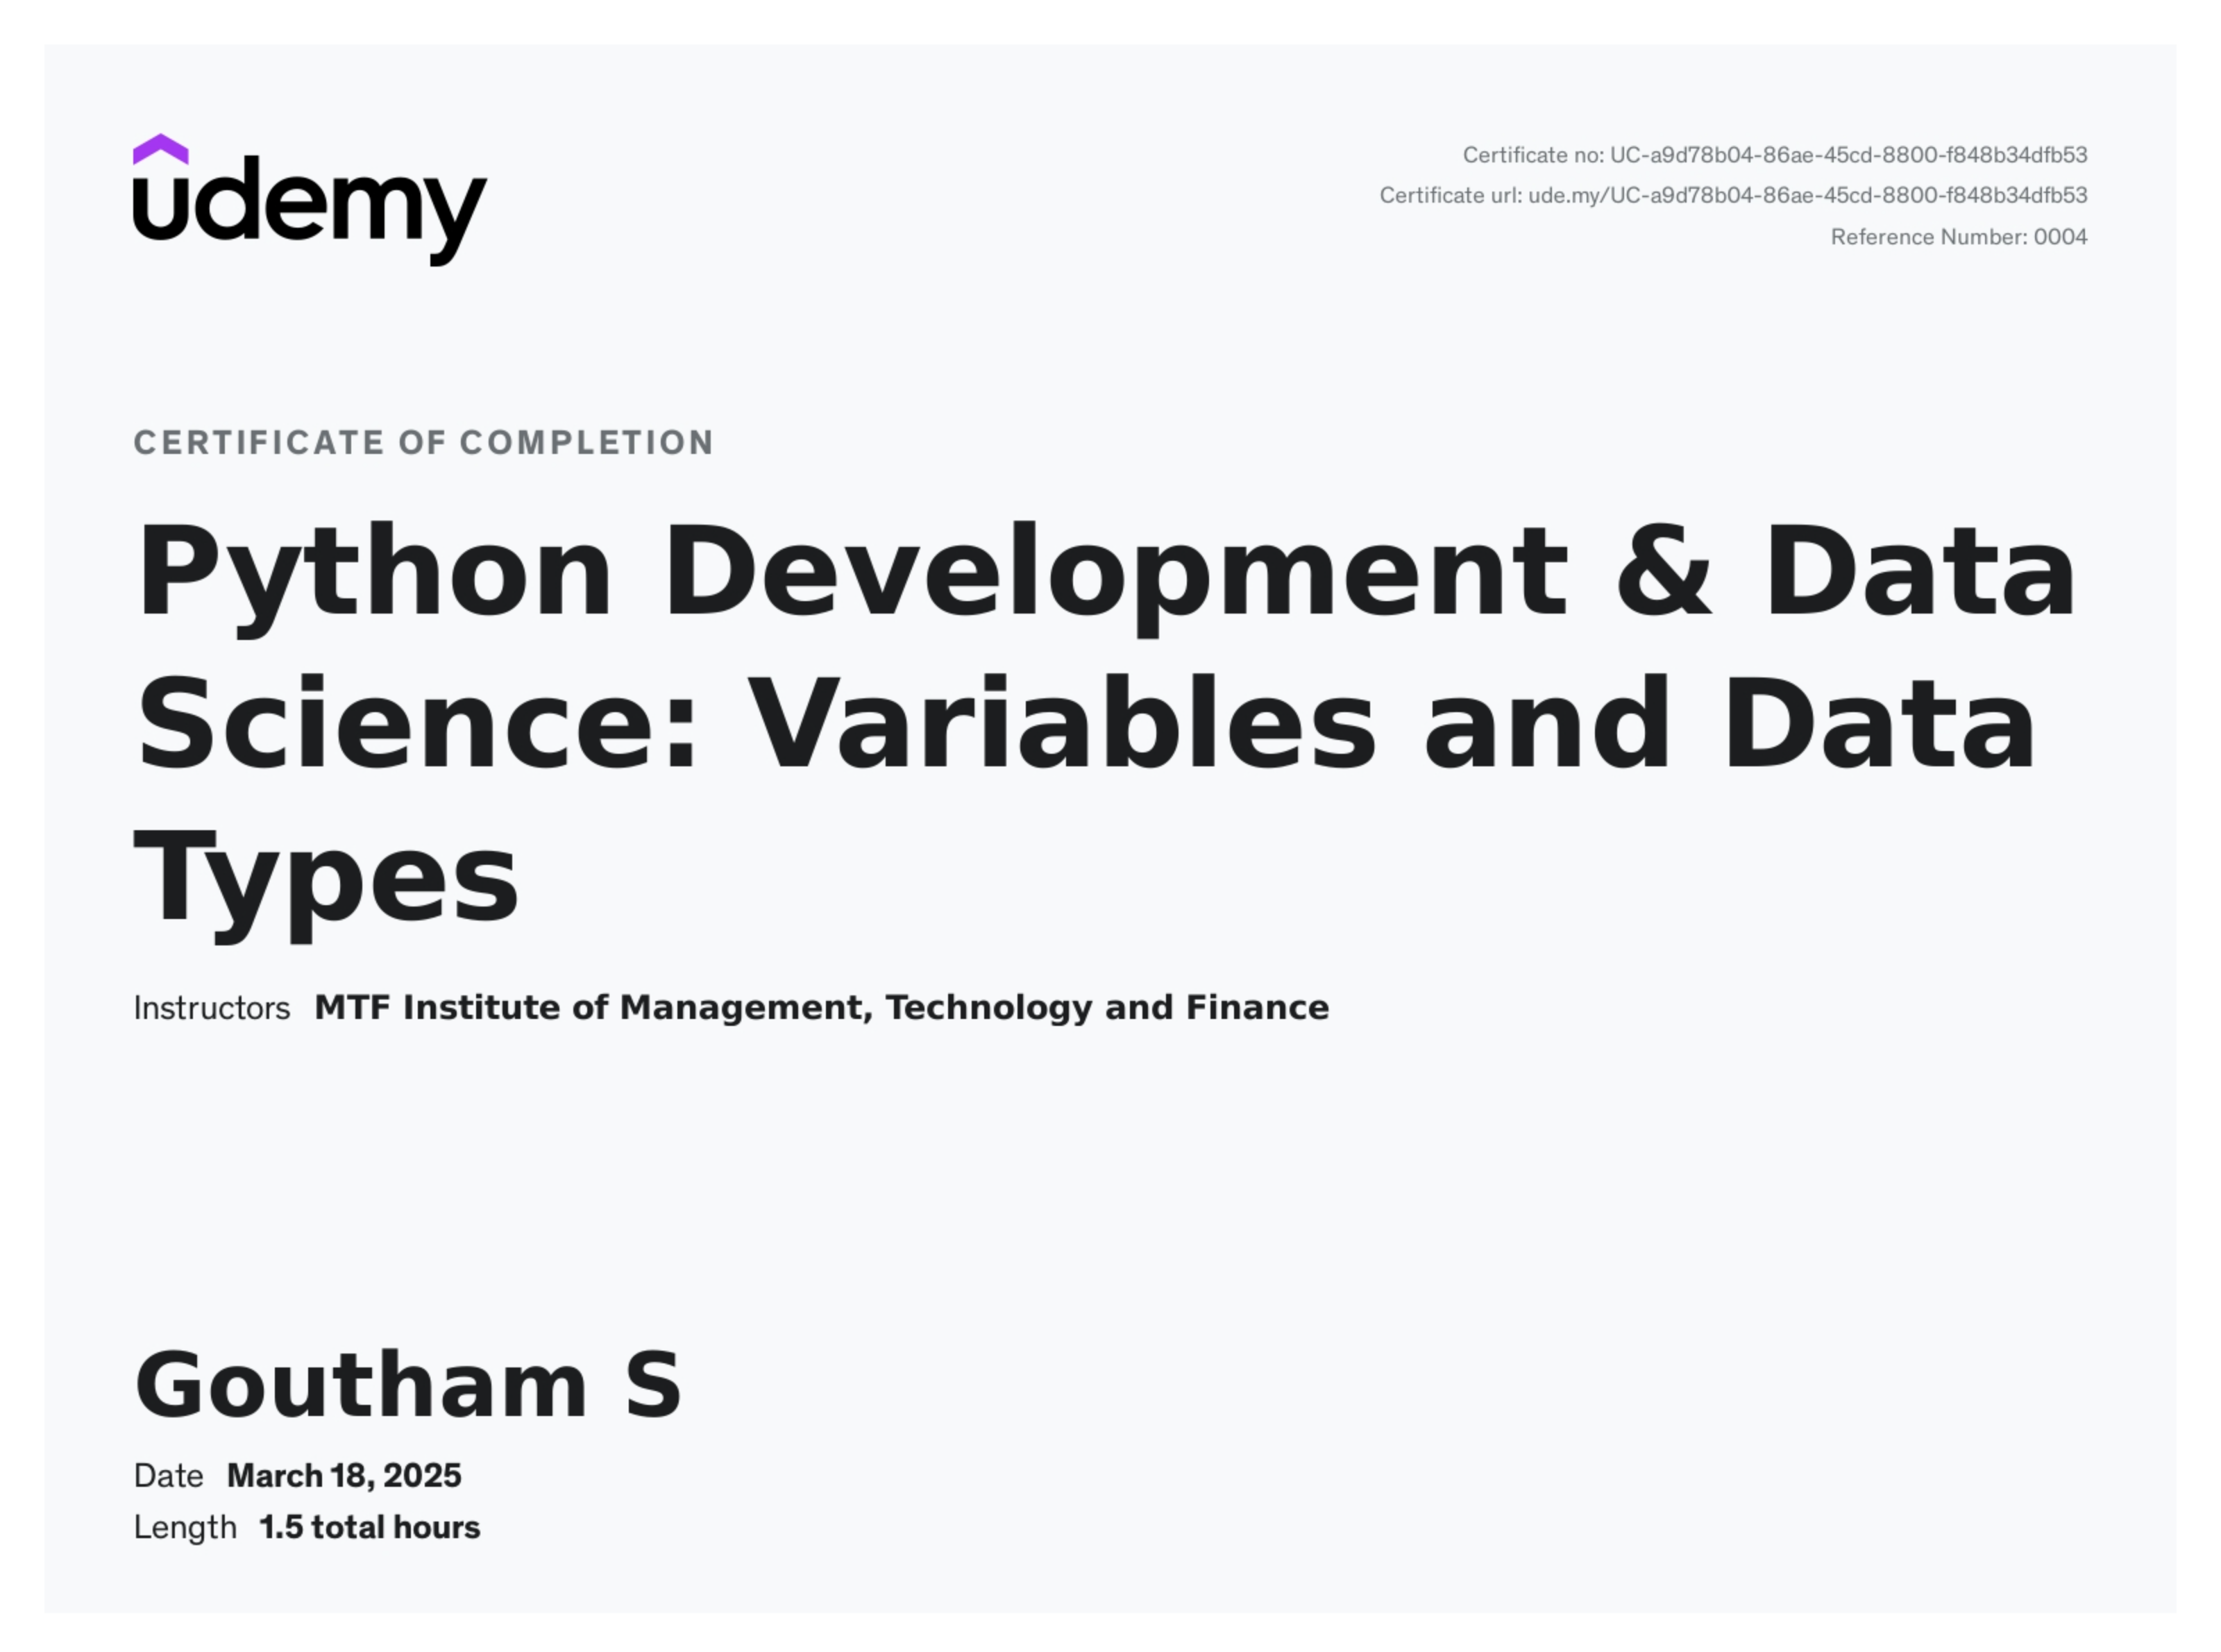 udemy
Certificate no: UC-a9d78b04-86ae-45cd-8800-f848b34dfb53
Certificate url: ude.my/UC-a9d78b04-86ae-45cd-8800-f848b34dfb53
Reference Number: 0004
CERTIFICATE OF COMPLETION
Python Development & Data
Science: Variables and Data
Types
Instructors MTF Institute of Management, Technology and Finance
Goutham S
Date March 18, 2025
Length 1.5 total hours